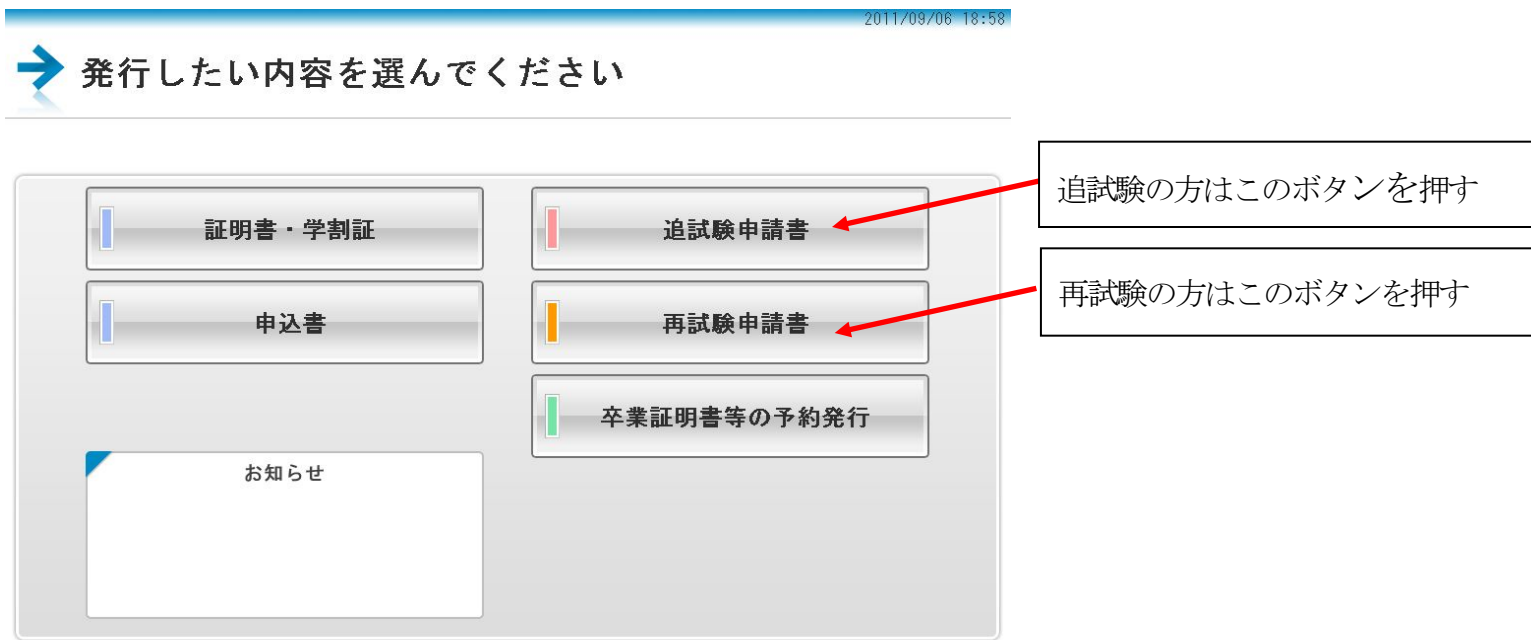 2011/09/06 18:58
発行したい内容を選んでください
証明書・学割証
追試験申請書
追試験の方はこのボタンを押す
申込書
再試験申請書
再試験の方はこのボタンを押す
卒業証明書等の予約発行
お知らせ